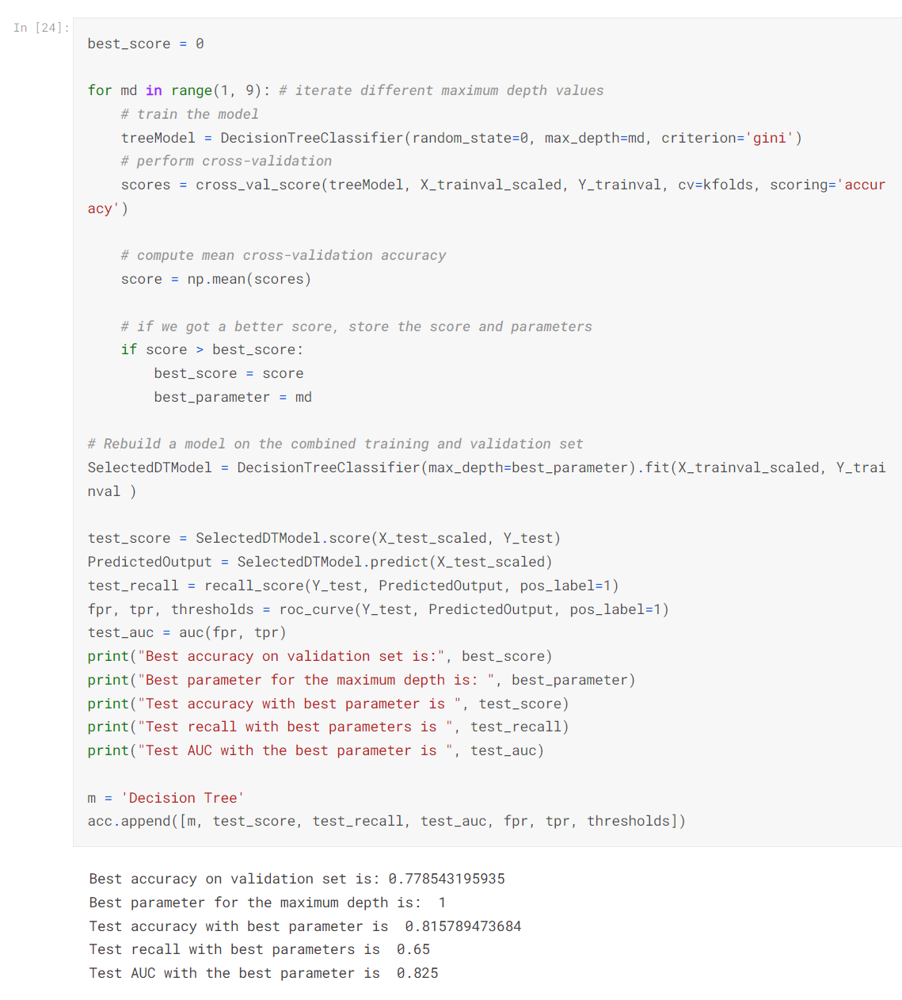 In [24]:
best_score = 0
for md in range(1, 9): # iterate different maximum depth values
    # train the model
    treeModel = DecisionTreeClassifier(random_state=0, max_depth=md, criterion='gini')
    # perform cross-validation
    scores = cross_val_score(treeModel, X_trainval_scaled, Y_trainval, cv=kfolds, scoring='accur
acy')
    # compute mean cross-validation accuracy
    score = np.mean(scores)
    # if we got a better score, store the score and parameters
    if score > best_score:
        best_score = score
        best_parameter = md
# Rebuild a model on the combined training and validation set
SelectedDTModel = DecisionTreeClassifier(max_depth=best_parameter).fit(X_trainval_scaled, Y_trai
nval )
test_score = SelectedDTModel.score(X_test_scaled, Y_test)
PredictedOutput = SelectedDTModel.predict(X_test_scaled)
test_recall = recall_score(Y_test, PredictedOutput, pos_label=1)
fpr, tpr, thresholds = roc_curve(Y_test, PredictedOutput, pos_label=1)
test_auc = auc(fpr, tpr)
print("Best accuracy on validation set is:", best_score)
print("Best parameter for the maximum depth is: ", best_parameter)
print("Test accuracy with best parameter is ", test_score)
print("Test recall with best parameters is ", test_recall)
print("Test AUC with the best parameter is ", test_auc)
m = 'Decision Tree'
acc.append([m, test_score, test_recall, test_auc, fpr, tpr, thresholds])
Best accuracy on validation set is: 0.778543195935
Best parameter for the maximum depth is:  1
Test accuracy with best parameter is  0.815789473684
Test recall with best parameters is  0.65
Test AUC with the best parameter is  0.825